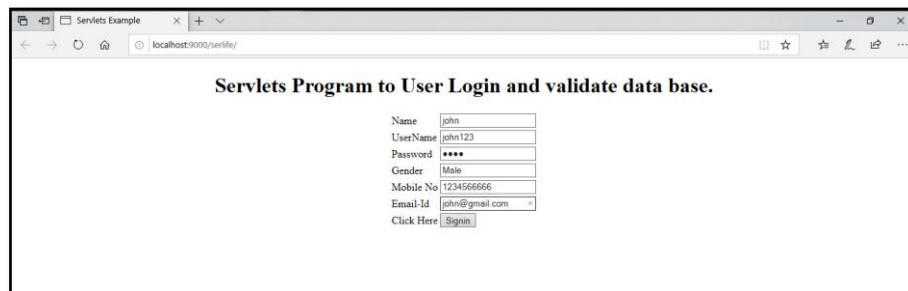 Servlets Example
localhost:9000/serlife/
Servlets Program to User Login and validate data base.
Name john
UserName john123
Password ●●●●
Gender Male
Mobile No 1234566666
Email-Id john@gmail.com
Click Here Signin